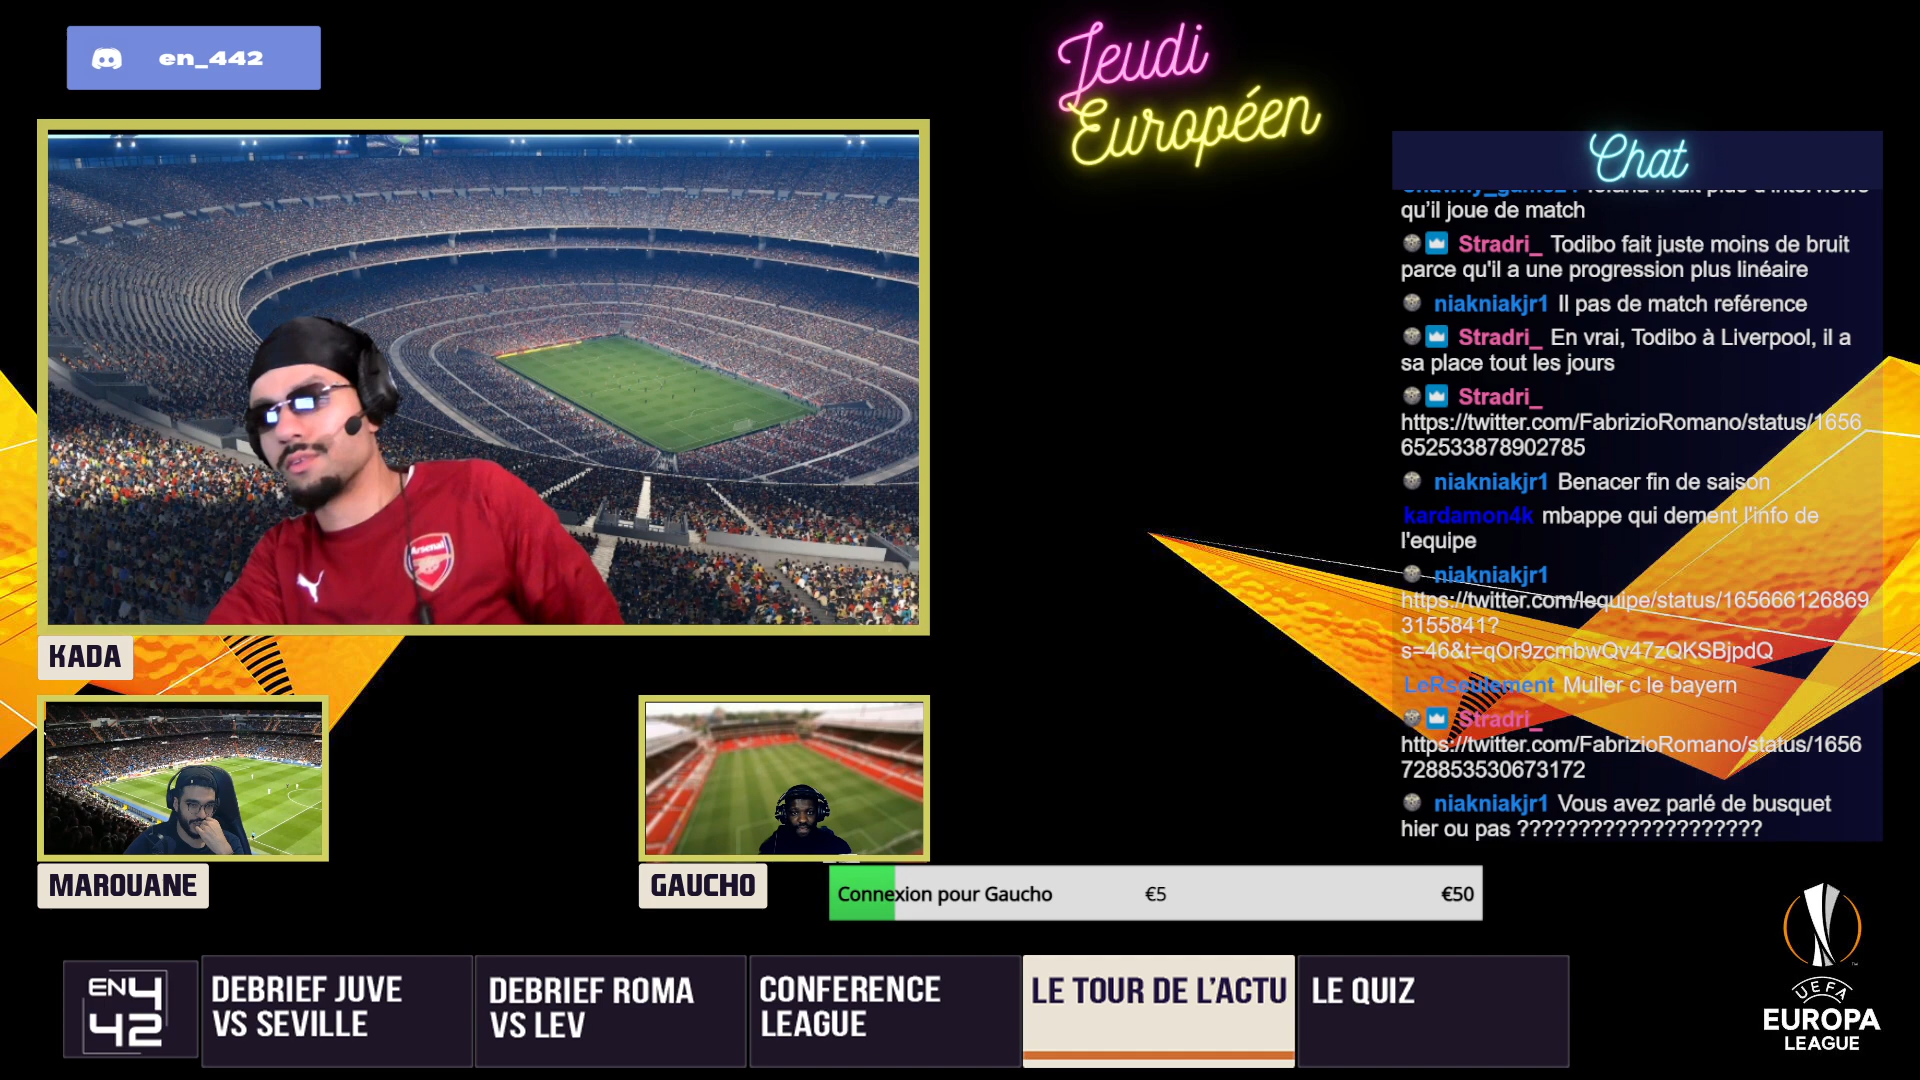 en_442
Jeudi
Européen
Chat
qu'il joue de match
Stradri_ Todibo fait juste moins de bruit
parce qu'il a une progression plus linéaire
niakniakjr1 Il pas de match reférence
Stradri_ En vrai, Todibo à Liverpool, il a
sa place tout les jours
Stradri_
https://twitter.com/FabrizioRomano/status/1656
652533878902785
niakniakjr1 Benacer fin de saison
kardamon4k mbappe qui dement l'info de
l'equipe
niakniakjr1
https://twitter.com/lequipe/status/165666126869
3155841?
s=46&t=qOr9zcmbwQv47zQKSBjpdQ
LeRseulement Muller c le bayern
Stradri_
https://twitter.com/FabrizioRomano/status/1656
728853530673172
niakniakjr1 Vous avez parlé de busquet
hier ou pas ????????????????????
Arsenal
KADA
MAROUANE
GAUCHO
Connexion pour Gaucho €5 €50
EN 4
42
DEBRIEF JUVE
VS SEVILLE
DEBRIEF ROMA
VS LEV
CONFERENCE
LEAGUE
LE TOUR DE L'ACTU
LE QUIZ
UEFA
EUROPA
LEAGUE